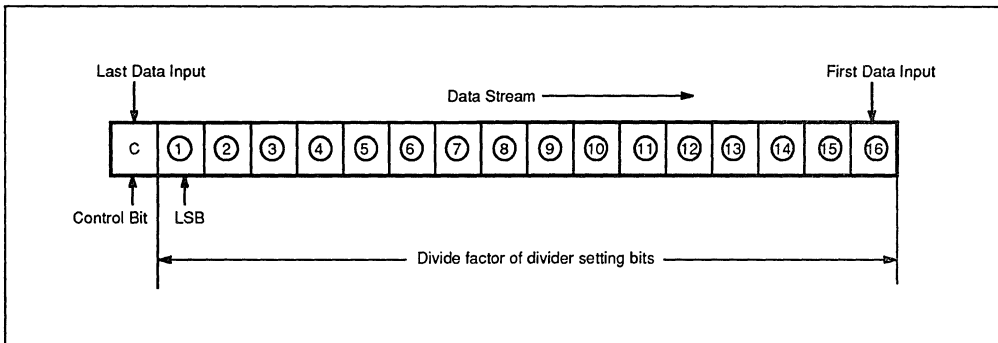 Last Data Input
First Data Input
Data Stream
C ① ② ③ ④ ⑤ ⑥ ⑦ ⑧ ⑨ ⑩ ⑪ ⑫ ⑬ ⑭ ⑮ ⑯
Control Bit
LSB
Divide factor of divider setting bits